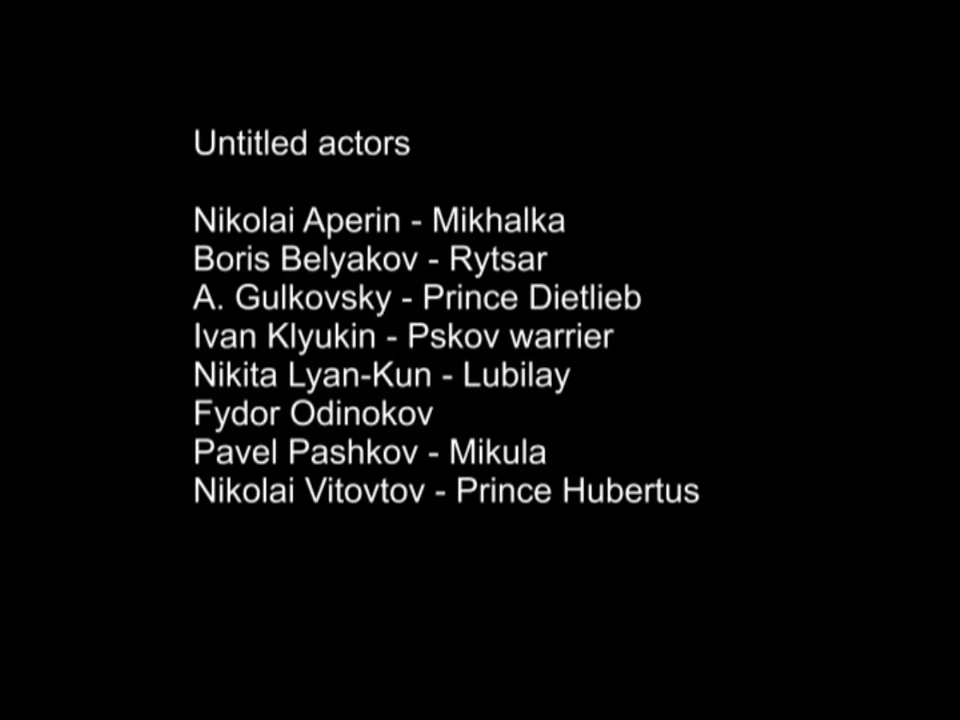 Untitled actors
Nikolai Aperin - Mikhalka
Boris Belyakov - Rytsar
A. Gulkovsky - Prince Dietlieb
Ivan Klyukin - Pskov warrier
Nikita Lyan-Kun - Lubilay
Fydor Odinokov
Pavel Pashkov - Mikula
Nikolai Vitovtov - Prince Hubertus